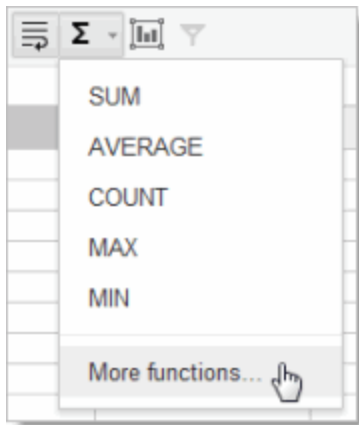 Σ
SUM
AVERAGE
COUNT
MAX
MIN
More functions...